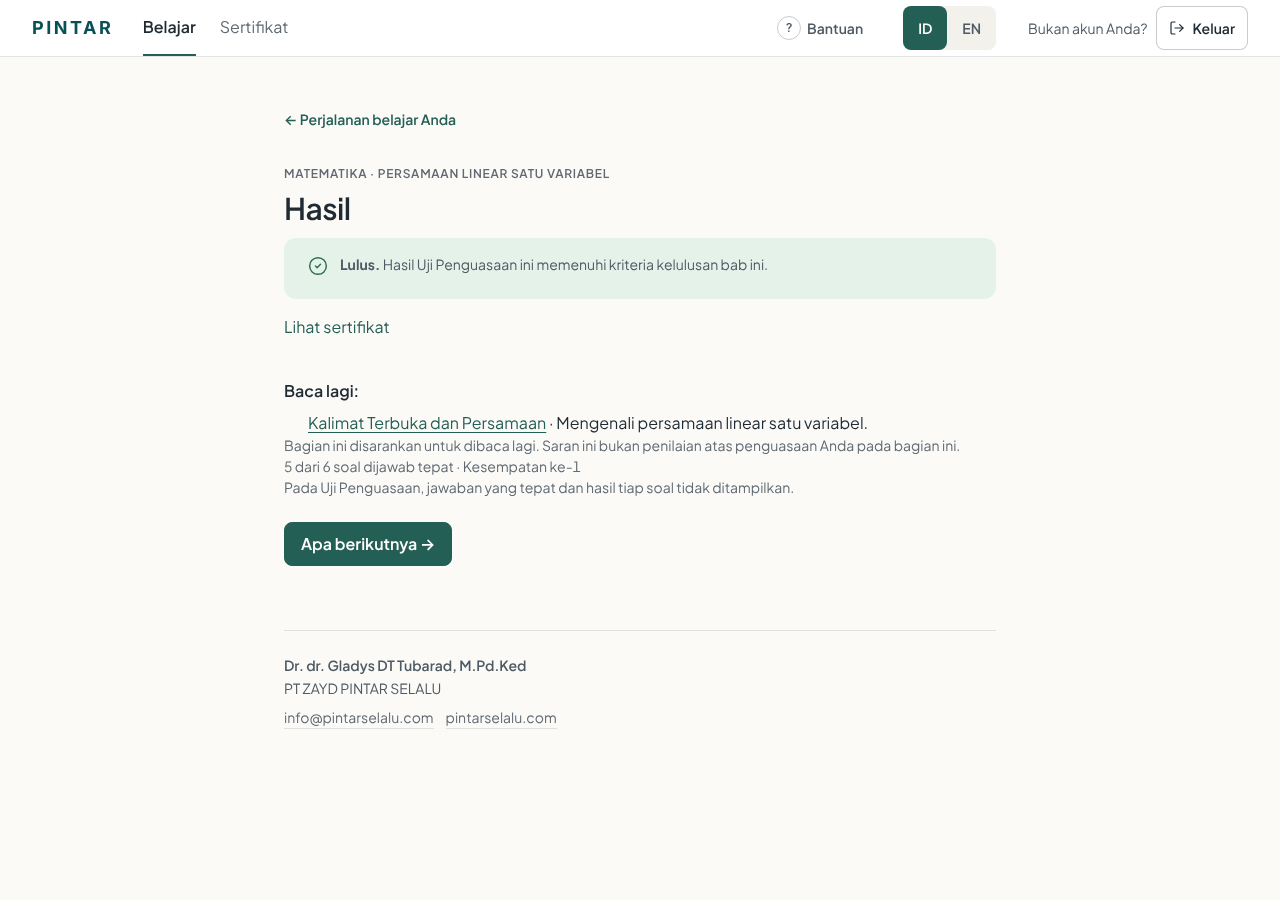 PINTAR
Belajar
Sertifikat
?
Bantuan
ID
EN
Bukan akun Anda?
Keluar
← Perjalanan belajar Anda
MATEMATIKA · PERSAMAAN LINEAR SATU VARIABEL
Hasil
Lulus. Hasil Uji Penguasaan ini memenuhi kriteria kelulusan bab ini.
Lihat sertifikat
Baca lagi:
Kalimat Terbuka dan Persamaan · Mengenali persamaan linear satu variabel.
Bagian ini disarankan untuk dibaca lagi. Saran ini bukan penilaian atas penguasaan Anda pada bagian ini.
5 dari 6 soal dijawab tepat · Kesempatan ke-1
Pada Uji Penguasaan, jawaban yang tepat dan hasil tiap soal tidak ditampilkan.
Apa berikutnya →
Dr. dr. Gladys DT Tubarad, M.Pd.Ked
PT ZAYD PINTAR SELALU
info@pintarselalu.com pintarselalu.com